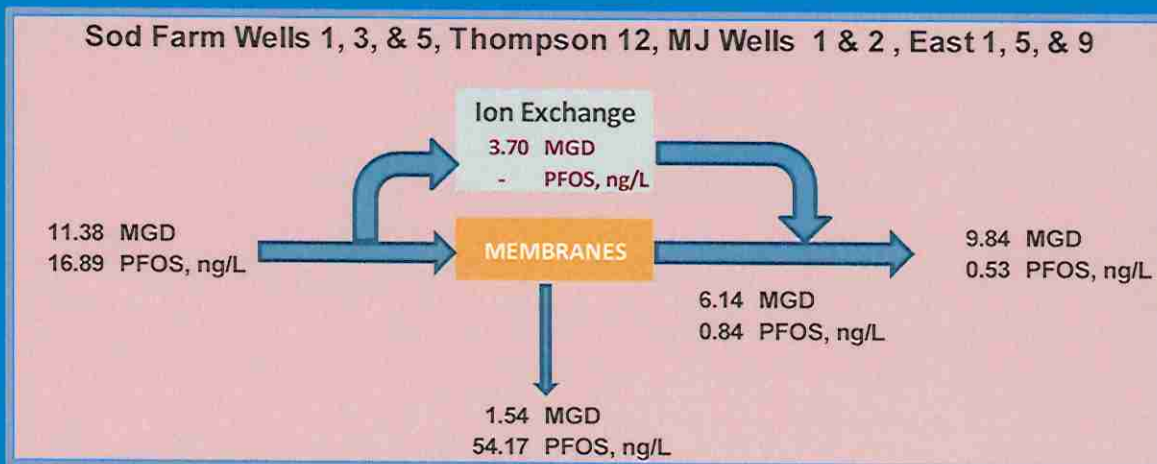 Sod Farm Wells 1, 3, & 5, Thompson 12, MJ Wells 1 & 2 , East 1, 5, & 9
Ion Exchange
3.70 MGD
- PFOS, ng/L
11.38 MGD
16.89 PFOS, ng/L
MEMBRANES
9.84 MGD
0.53 PFOS, ng/L
6.14 MGD
0.84 PFOS, ng/L
1.54 MGD
54.17 PFOS, ng/L